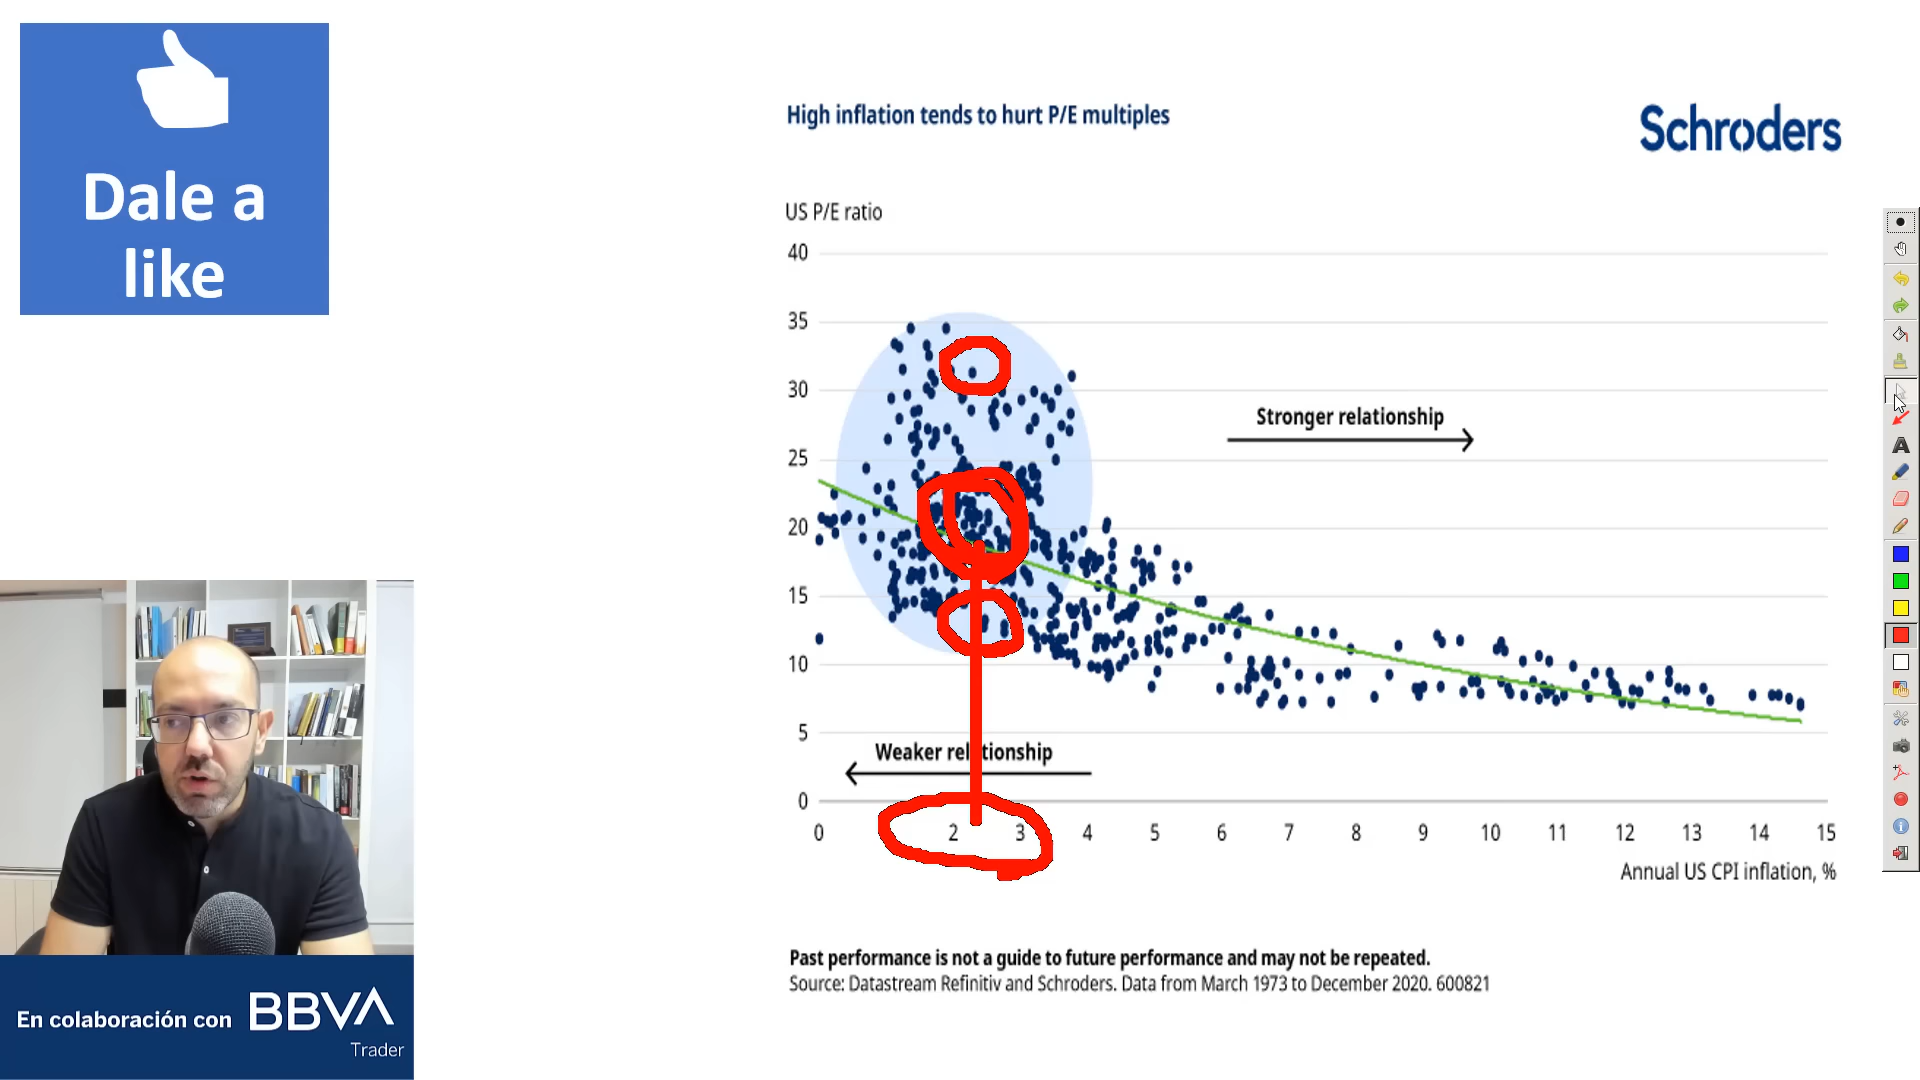 Dale a
like
High inflation tends to hurt P/E multiples
Schroders
US P/E ratio
40
35
30
25
20
15
10
5
0
Stronger relationship
Weaker relationship
0 2 3 4 5 6 7 8 9 10 11 12 13 14 15
Annual US CPI inflation, %
Past performance is not a guide to future performance and may not be repeated.
Source: Datastream Refinitiv and Schroders. Data from March 1973 to December 2020. 600821
A
En colaboración con BBVA
Trader